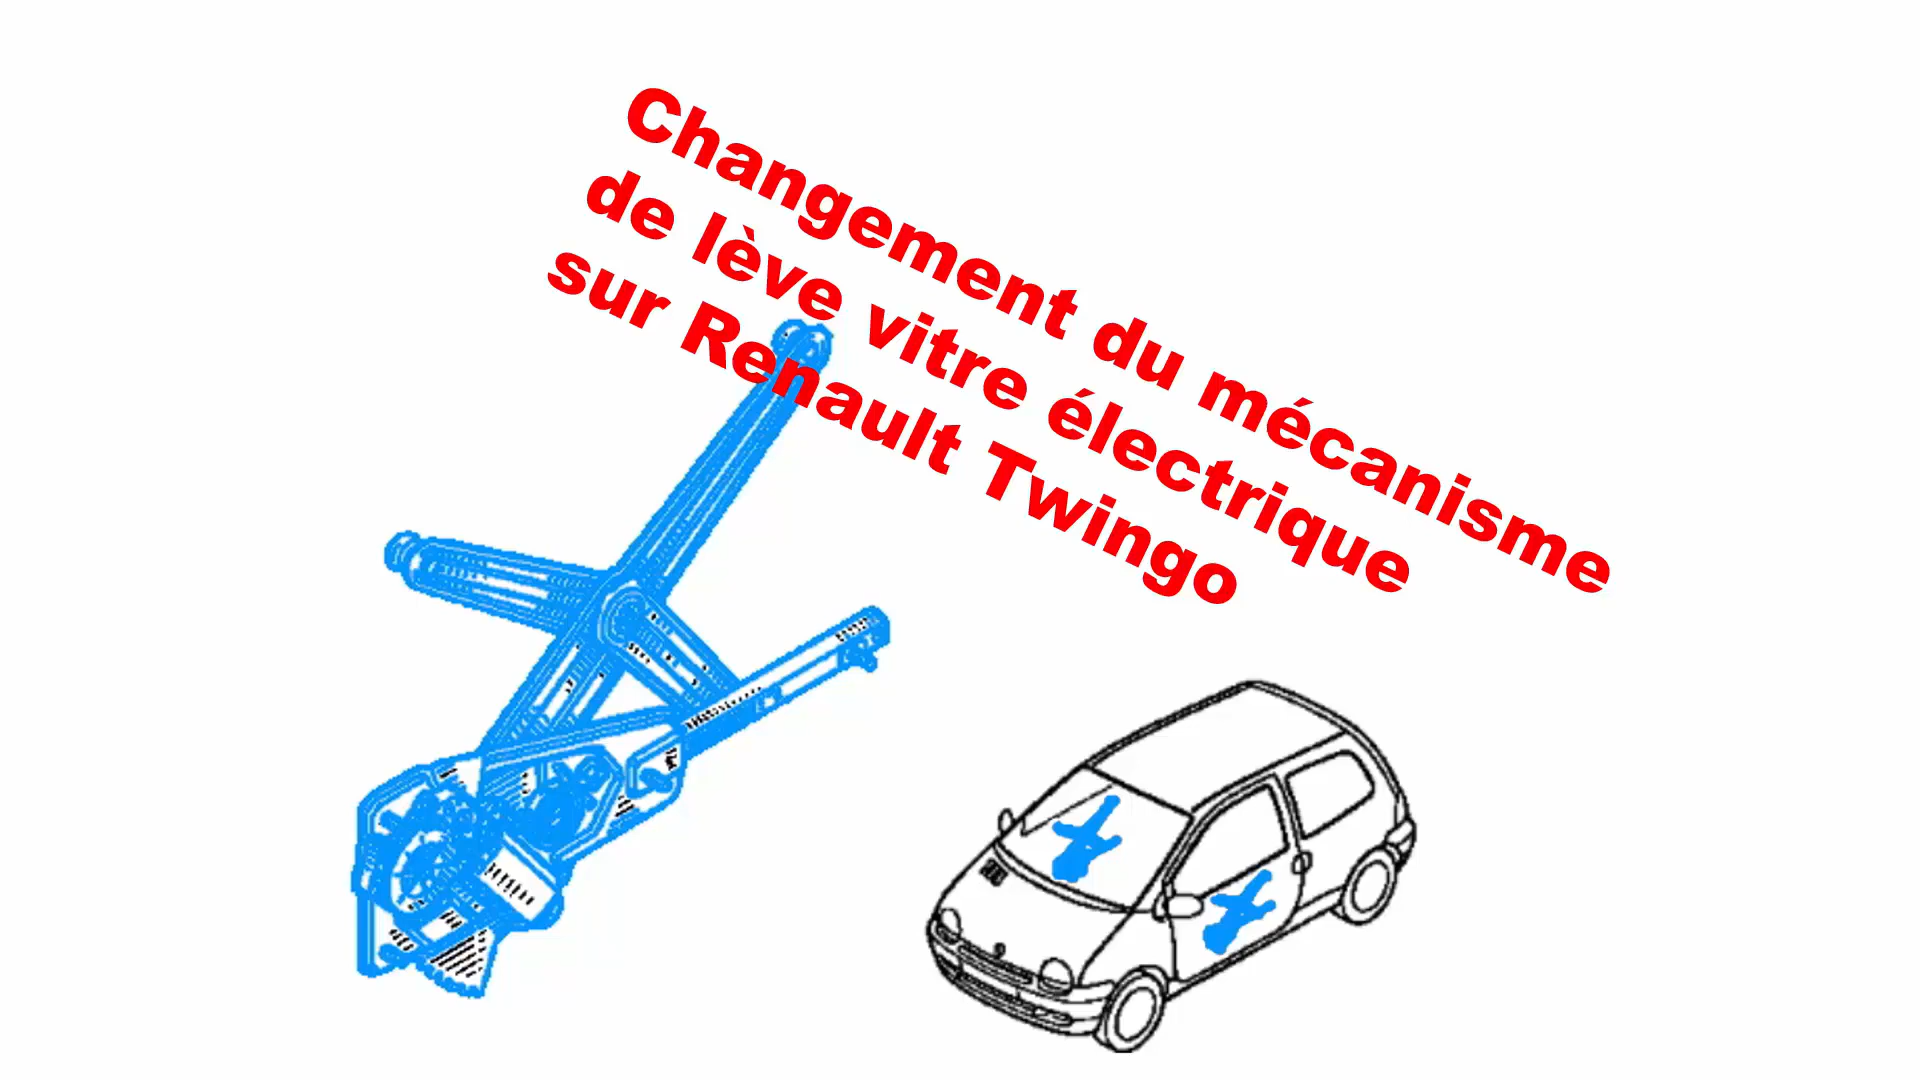 Changement du mécanisme
de lève vitre électrique
sur Renault Twingo